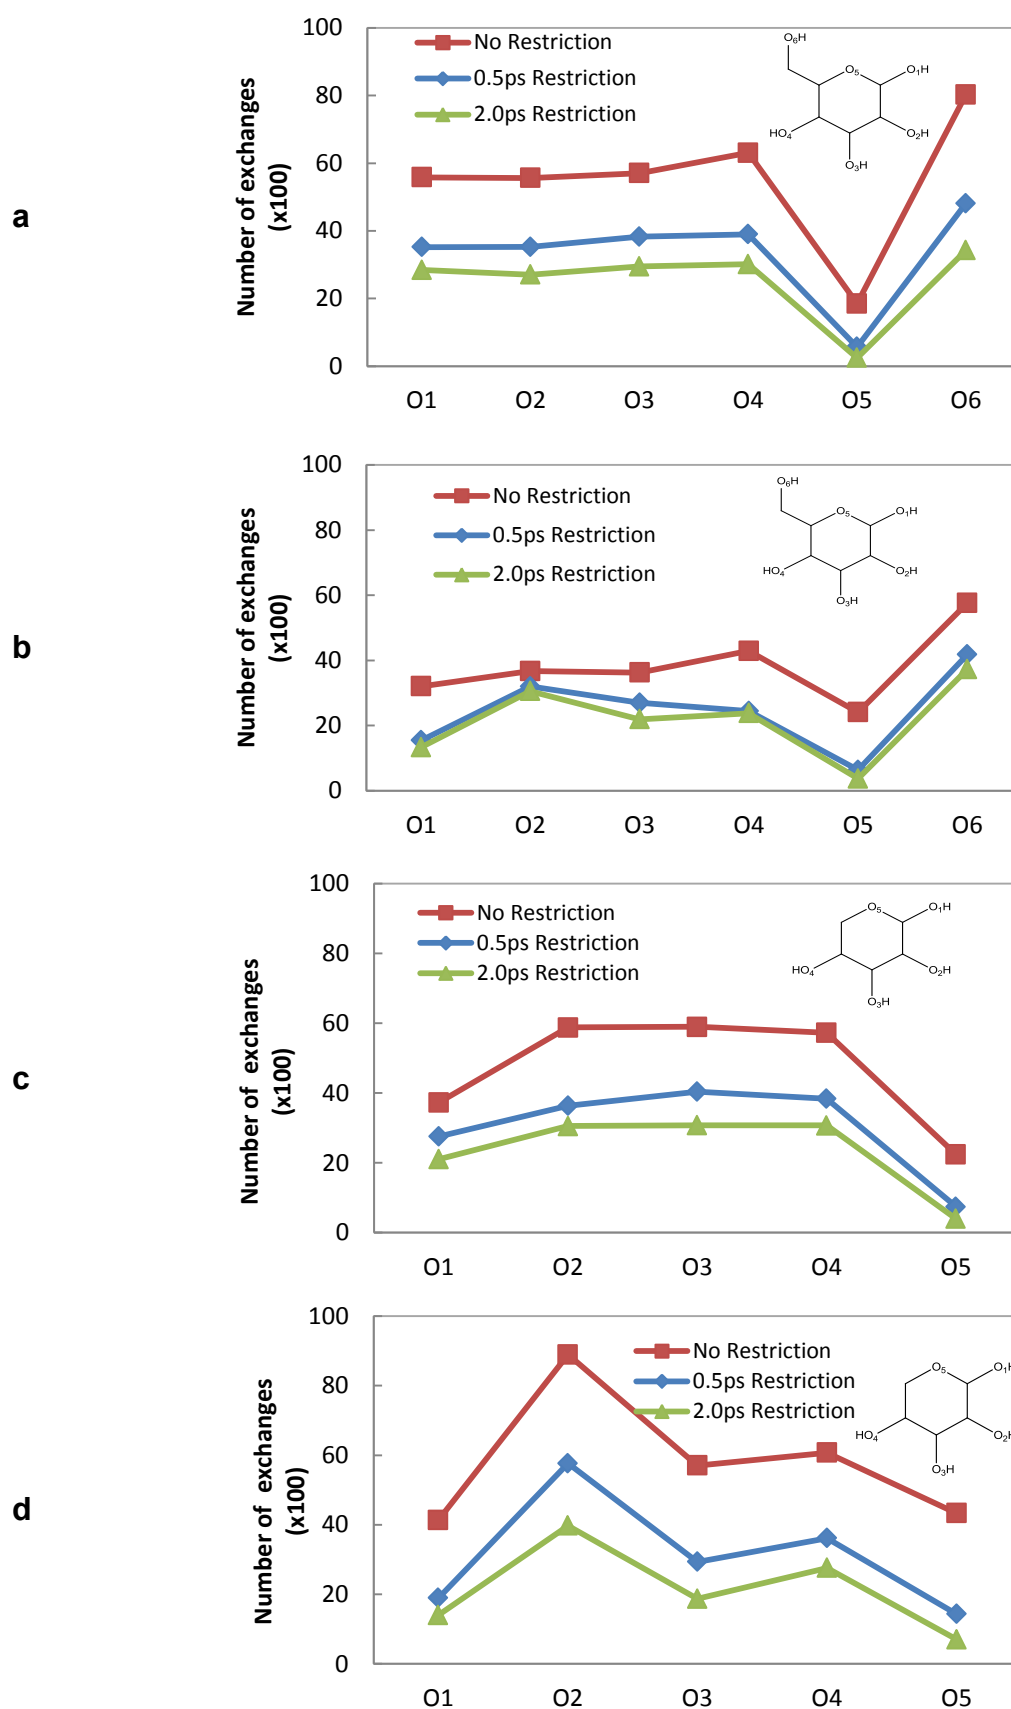 a
Number of exchanges
(x100)
100
80
60
40
20
0
No Restriction
0.5ps Restriction
2.0ps Restriction
O6H
O5
O1H
HO4
O2H
O3H
O1 O2 O3 O4 O5 O6
b
Number of exchanges
(x100)
100
80
60
40
20
0
No Restriction
0.5ps Restriction
2.0ps Restriction
O6H
O5
O1H
HO4
O2H
O3H
O1 O2 O3 O4 O5 O6
c
Number of exchanges
(x100)
100
80
60
40
20
0
No Restriction
0.5ps Restriction
2.0ps Restriction
O5
O1H
HO4
O2H
O3H
O1 O2 O3 O4 O5
d
Number of exchanges
(x100)
100
80
60
40
20
0
No Restriction
0.5ps Restriction
2.0ps Restriction
O5
O1H
HO4
O2H
O3H
O1 O2 O3 O4 O5